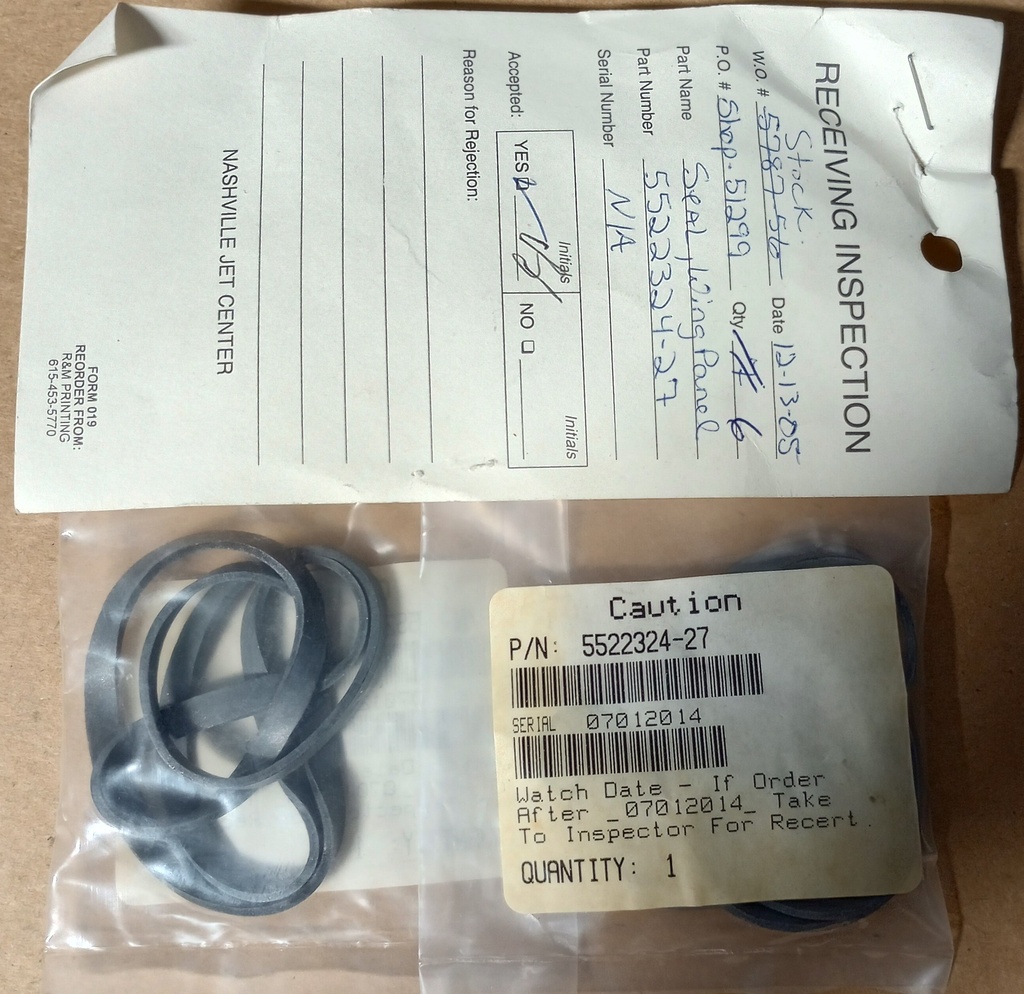 RECEIVING INSPECTION
Stock.
W.O. # 5787-56 Date 12-13-05
P.O. # Shop-51299 Qty 6
Part Name Seal, Wing Panel
Part Number 5522324-27
Serial Number N/A
Initials Initials
Accepted: YES NO
Reason for Rejection:
NASHVILLE JET CENTER
FORM 019
REORDER FROM:
R&M PRINTING
615-453-5770
Caution
P/N: 5522324-27
SERIAL 07012014
Watch Date - If Order
After _07012014_ Take
To Inspector For Recert.
QUANTITY: 1